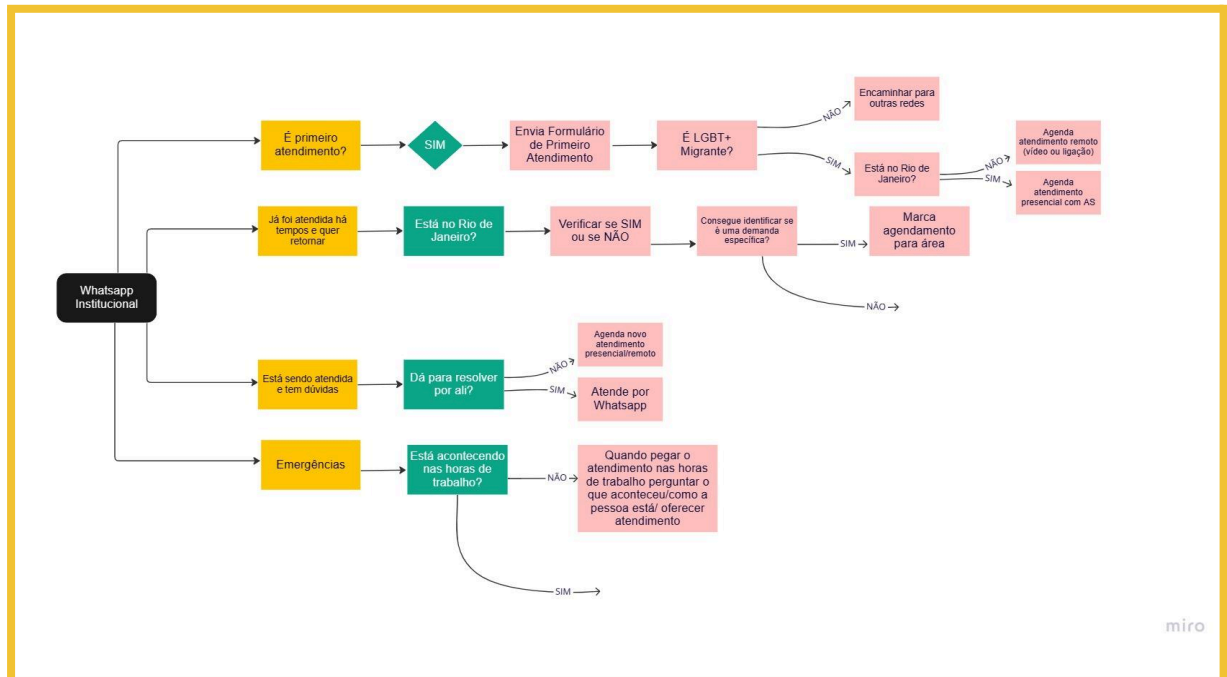 Encaminhar para
outras redes
É primeiro
atendimento?
SIM
Envia Formulário
de Primeiro
Atendimento
É LGBT+
Migrante?
NÃO
SIM
Está no Rio de
Janeiro?
NÃO
SIM
Agenda
atendimento remoto
(vídeo ou ligação)
Agenda
atendimento
presencial com AS
Já foi atendida há
tempos e quer
retornar
Está no Rio de
Janeiro?
Verificar se SIM
ou se NÃO
Consegue identificar se
é uma demanda
específica?
SIM
Marca
agendamento
para área
NÃO
Whatsapp
Institucional
Está sendo atendida
e tem dúvidas
Dá para resolver
por ali?
NÃO
SIM
Agenda novo
atendimento
presencial/remoto
Atende por
Whatsapp
Emergências
Está acontecendo
nas horas de
trabalho?
NÃO
Quando pegar o
atendimento nas horas
de trabalho perguntar o
que aconteceu/como a
pessoa está/ oferecer
atendimento
SIM
miro